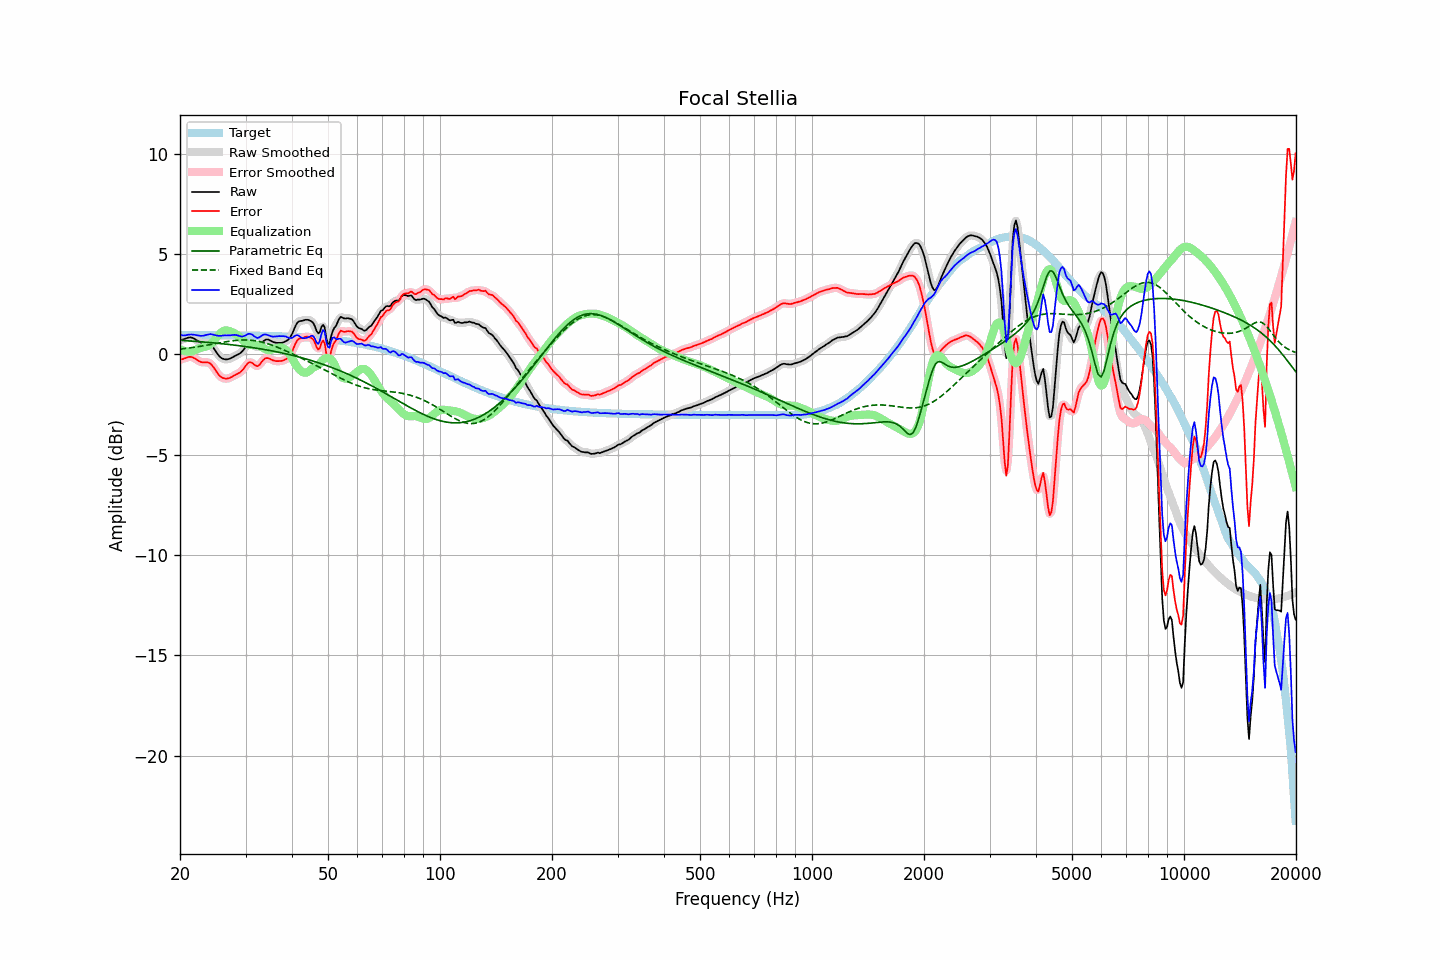 Focal Stellia
Target
Raw Smoothed
Error Smoothed
Raw
Error
Equalization
Parametric Eq
Fixed Band Eq
Equalized
10
5
0
−5
−10
−15
−20
Amplitude (dBr)
20 50 100 200 500 1000 2000 5000 10000 20000
Frequency (Hz)